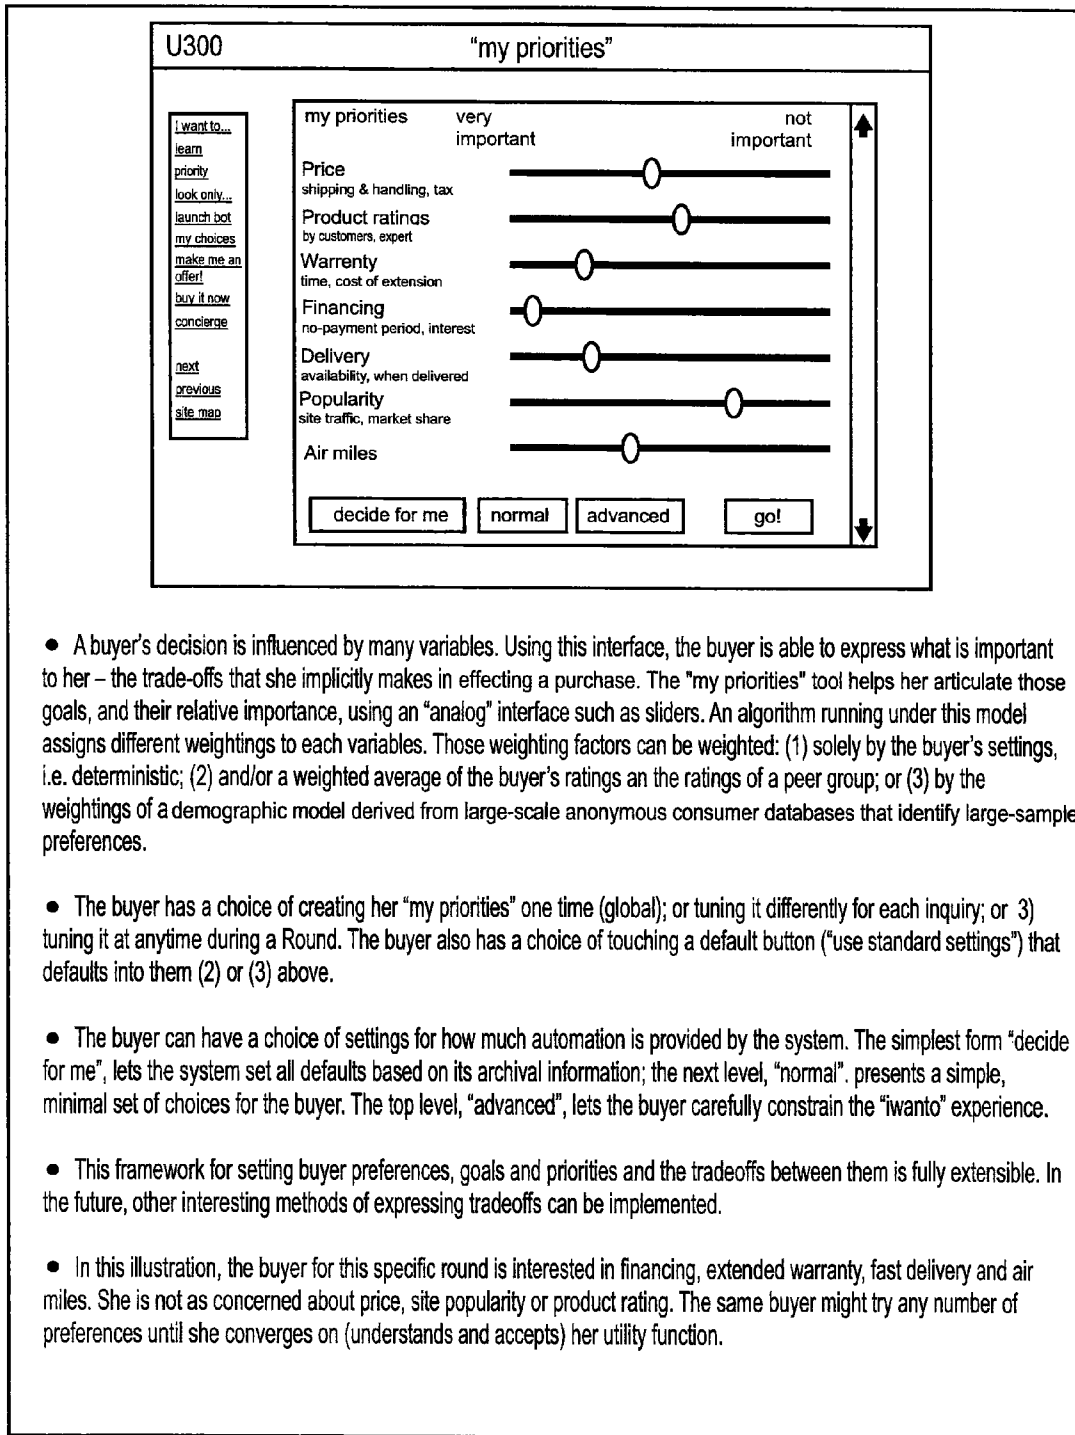 U300 "my priorities"
i want to...
learn
priority
look only...
launch bot
my choices
make me an
offer!
buy it now
concierge
next
previous
site map
my priorities very not
important important
Price
shipping & handling, tax
Product ratings
by customers, expert
Warrenty
time, cost of extension
Financing
no-payment period, interest
Delivery
availability, when delivered
Popularity
site traffic, market share
Air miles
decide for me normal advanced go!
• A buyer's decision is influenced by many variables. Using this interface, the buyer is able to express what is important
to her – the trade-offs that she implicitly makes in effecting a purchase. The "my priorities" tool helps her articulate those
goals, and their relative importance, using an "analog" interface such as sliders. An algorithm running under this model
assigns different weightings to each variables. Those weighting factors can be weighted: (1) solely by the buyer's settings,
i.e. deterministic; (2) and/or a weighted average of the buyer's ratings an the ratings of a peer group; or (3) by the
weightings of a demographic model derived from large-scale anonymous consumer databases that identify large-sample
preferences.
• The buyer has a choice of creating her "my priorities" one time (global); or tuning it differently for each inquiry; or 3)
tuning it at anytime during a Round. The buyer also has a choice of touching a default button ("use standard settings") that
defaults into them (2) or (3) above.
• The buyer can have a choice of settings for how much automation is provided by the system. The simplest form "decide
for me", lets the system set all defaults based on its archival information; the next level, "normal". presents a simple,
minimal set of choices for the buyer. The top level, "advanced", lets the buyer carefully constrain the "iwanto" experience.
• This framework for setting buyer preferences, goals and priorities and the tradeoffs between them is fully extensible. In
the future, other interesting methods of expressing tradeoffs can be implemented.
• In this illustration, the buyer for this specific round is interested in financing, extended warranty, fast delivery and air
miles. She is not as concerned about price, site popularity or product rating. The same buyer might try any number of
preferences until she converges on (understands and accepts) her utility function.